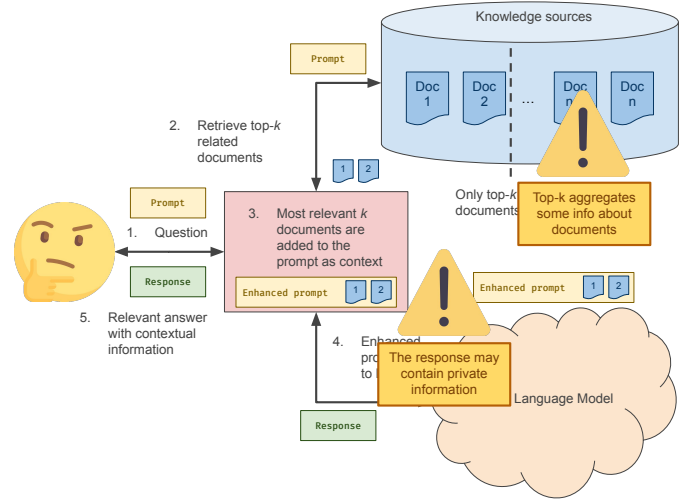 Knowledge sources
Prompt
Doc
1
Doc
2
...
Doc
n
Doc
n
2. Retrieve top-k
related
documents
1 2
Only top-k
documents
Top-k aggregates
some info about
documents
Prompt
1. Question
Response
5. Relevant answer
with contextual
information
3. Most relevant k
documents are
added to the
prompt as context
Enhanced prompt 1 2
Enhanced prompt 1 2
4.
to
The response may
contain private
information
Response
Language Model